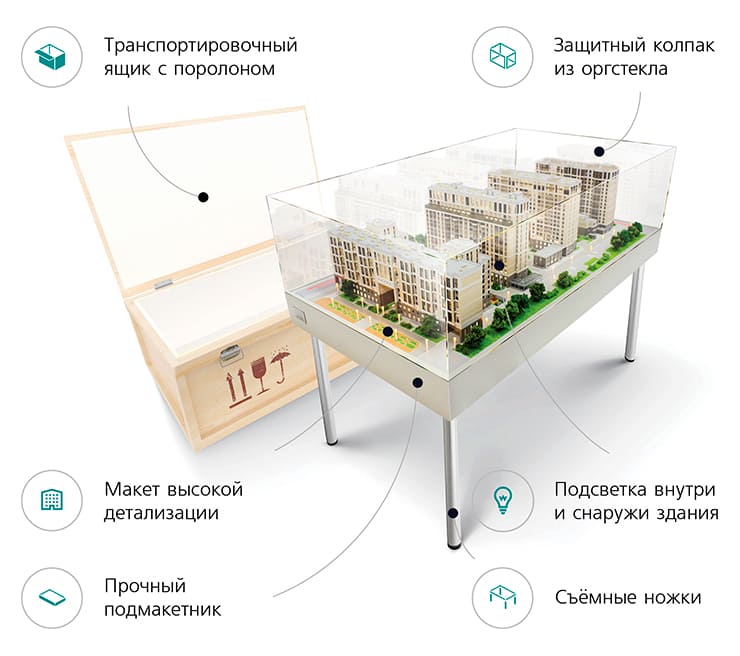 Транспортировочный
ящик с поролоном
Защитный колпак
из оргстекла
Макет высокой
детализации
Подсветка внутри
и снаружи здания
Прочный
подмакетник
Съёмные ножки